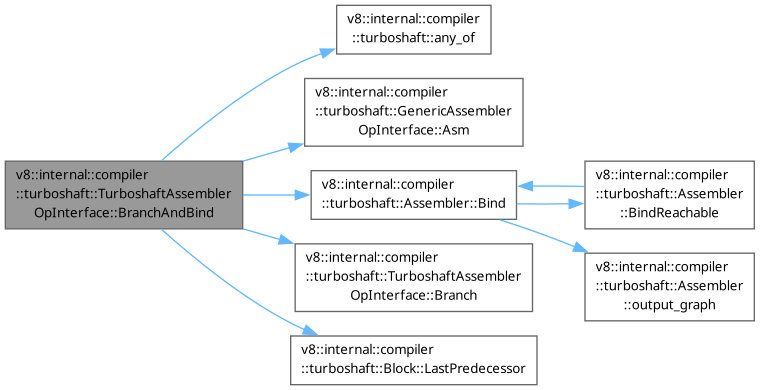 v8::internal::compiler
::turboshaft::any_of
v8::internal::compiler
::turboshaft::GenericAssembler
OpInterface::Asm
v8::internal::compiler
::turboshaft::TurboshaftAssembler
OpInterface::BranchAndBind
v8::internal::compiler
::turboshaft::Assembler::Bind
v8::internal::compiler
::turboshaft::Assembler
::BindReachable
v8::internal::compiler
::turboshaft::TurboshaftAssembler
OpInterface::Branch
v8::internal::compiler
::turboshaft::Assembler
::output_graph
v8::internal::compiler
::turboshaft::Block::LastPredecessor